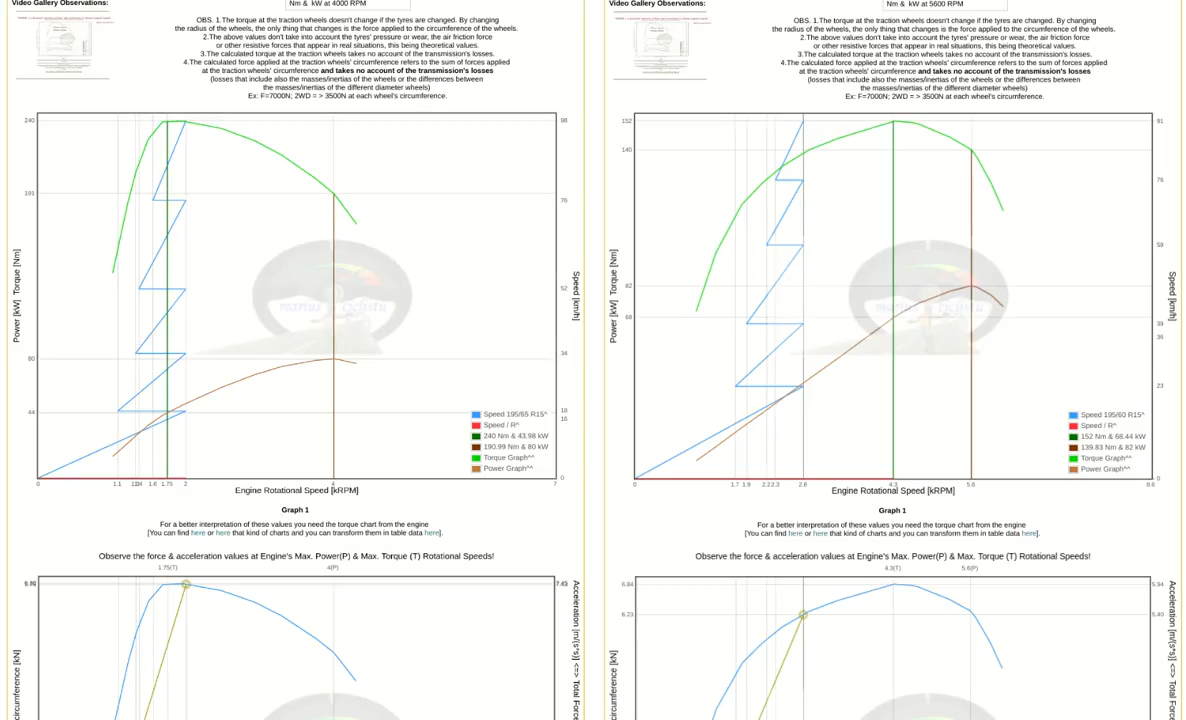 Video Gallery Observations:
Nm & kW at 4000 RPM
OBS. 1.The torque at the traction wheels doesn't change if the tyres are changed. By changing
the radius of the wheels, the only thing that changes is the force applied to the circumference of the wheels.
2.The above values don't take into account the tyres' pressure or wear, the air friction force
or other resistive forces that appear in real situations, this being theoretical values.
3.The calculated torque at the traction wheels takes no account of the transmission's losses.
4.The calculated force applied at the traction wheels' circumference refers to the sum of forces applied
at the traction wheels' circumference and takes no account of the transmission's losses
(losses that include also the masses/inertias of the wheels or the differences between
the masses/inertias of the different diameter wheels)
Ex: F=7000N; 2WD = > 3500N at each wheel's circumference.
240
191
80
44
98
76
52
34
18
16
0
Power [kW] Torque [Nm]
Speed [km/h]
marius ciclistu
Speed 195/65 R15^
Speed / R^
240 Nm & 43.98 kW
190.99 Nm & 80 kW
Torque Graph^^
Power Graph^^
0 1.1 1.6 1.75 2 4 7
Engine Rotational Speed [kRPM]
Graph 1
For a better interpretation of these values you need the torque chart from the engine
[You can find here or here that kind of charts and you can transform them in table data here].
Observe the force & acceleration values at Engine's Max. Power(P) & Max. Torque (T) Rotational Speeds!
1.75(T) 4(P)
circumference [kN]
Acceleration [m/(s*s)] <=> Total Force
Video Gallery Observations:
Nm & kW at 5600 RPM
OBS. 1.The torque at the traction wheels doesn't change if the tyres are changed. By changing
the radius of the wheels, the only thing that changes is the force applied to the circumference of the wheels.
2.The above values don't take into account the tyres' pressure or wear, the air friction force
or other resistive forces that appear in real situations, this being theoretical values.
3.The calculated torque at the traction wheels takes no account of the transmission's losses.
4.The calculated force applied at the traction wheels' circumference refers to the sum of forces applied
at the traction wheels' circumference and takes no account of the transmission's losses
(losses that include also the masses/inertias of the wheels or the differences between
the masses/inertias of the different diameter wheels)
Ex: F=7000N; 2WD = > 3500N at each wheel's circumference.
152
140
82
68
91
76
59
39
36
23
0
Power [kW] Torque [Nm]
Speed [km/h]
marius ciclistu
Speed 195/60 R15^
Speed / R^
152 Nm & 68.44 kW
139.83 Nm & 82 kW
Torque Graph^^
Power Graph^^
0 1.7 1.9 2.2 2.3 2.8 4.3 5.6 8.6
Engine Rotational Speed [kRPM]
Graph 1
For a better interpretation of these values you need the torque chart from the engine
[You can find here or here that kind of charts and you can transform them in table data here].
Observe the force & acceleration values at Engine's Max. Power(P) & Max. Torque (T) Rotational Speeds!
4.3(T) 5.6(P)
6.84
6.23
5.94
5.40
circumference [kN]
Acceleration [m/(s*s)] <=> Total Force